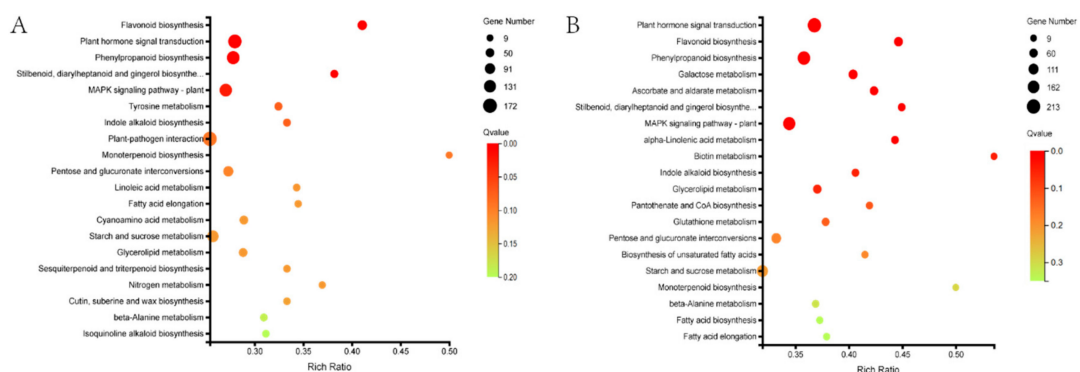 A
Flavonoid biosynthesis
Plant hormone signal transduction
Phenylpropanoid biosynthesis
Stilbenoid, diarylheptanoid and gingerol biosynthe...
MAPK signaling pathway - plant
Tyrosine metabolism
Indole alkaloid biosynthesis
Plant-pathogen interaction
Monoterpenoid biosynthesis
Pentose and glucuronate interconversions
Linoleic acid metabolism
Fatty acid elongation
Cyanoamino acid metabolism
Starch and sucrose metabolism
Glycerolipid metabolism
Sesquiterpenoid and triterpenoid biosynthesis
Nitrogen metabolism
Cutin, suberine and wax biosynthesis
beta-Alanine metabolism
Isoquinoline alkaloid biosynthesis
0.30 0.35 0.40 0.45 0.50
Rich Ratio
Gene Number
9
50
91
131
172
Qvalue
0.00
0.05
0.10
0.15
0.20
B
Plant hormone signal transduction
Flavonoid biosynthesis
Phenylpropanoid biosynthesis
Galactose metabolism
Ascorbate and aldarate metabolism
Stilbenoid, diarylheptanoid and gingerol biosynthe...
MAPK signaling pathway - plant
alpha-Linolenic acid metabolism
Biotin metabolism
Indole alkaloid biosynthesis
Glycerolipid metabolism
Pantothenate and CoA biosynthesis
Glutathione metabolism
Pentose and glucuronate interconversions
Biosynthesis of unsaturated fatty acids
Starch and sucrose metabolism
Monoterpenoid biosynthesis
beta-Alanine metabolism
Fatty acid biosynthesis
Fatty acid elongation
0.35 0.40 0.45 0.50
Rich Ratio
Gene Number
9
60
111
162
213
Qvalue
0.0
0.1
0.2
0.3